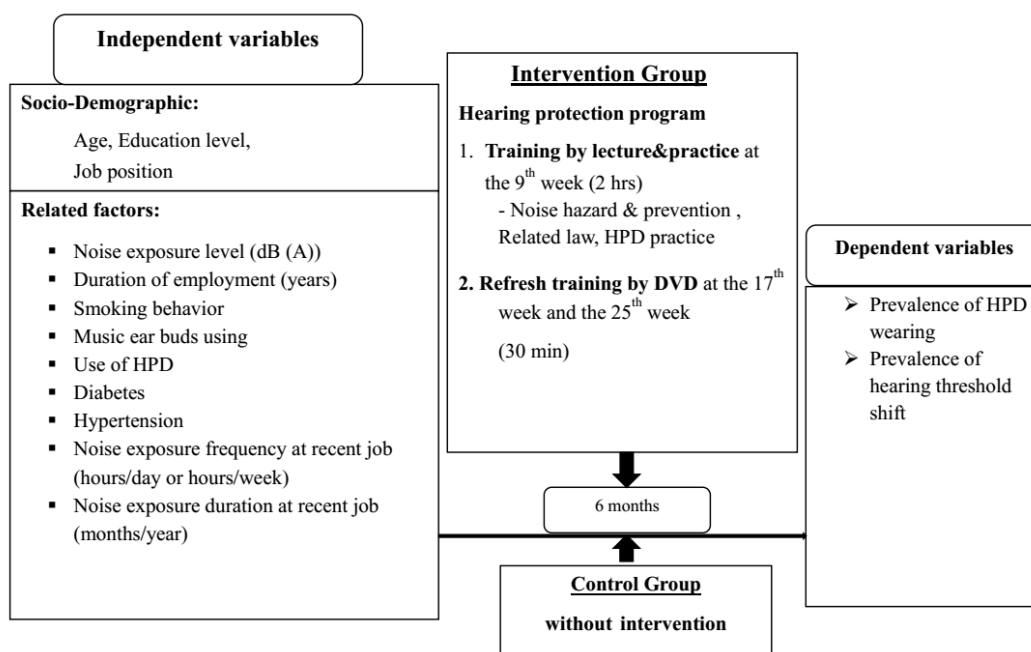 Independent variables
Socio-Demographic:
Age, Education level,
Job position
Related factors:
▪ Noise exposure level (dB (A))
▪ Duration of employment (years)
▪ Smoking behavior
▪ Music ear buds using
▪ Use of HPD
▪ Diabetes
▪ Hypertension
▪ Noise exposure frequency at recent job
(hours/day or hours/week)
▪ Noise exposure duration at recent job
(months/year)
Intervention Group
Hearing protection program
1. Training by lecture&practice at
the 9th week (2 hrs)
- Noise hazard & prevention ,
Related law, HPD practice
2. Refresh training by DVD at the 17th
week and the 25th week
(30 min)
6 months
Control Group
without intervention
Dependent variables
➢ Prevalence of HPD
wearing
➢ Prevalence of
hearing threshold
shift